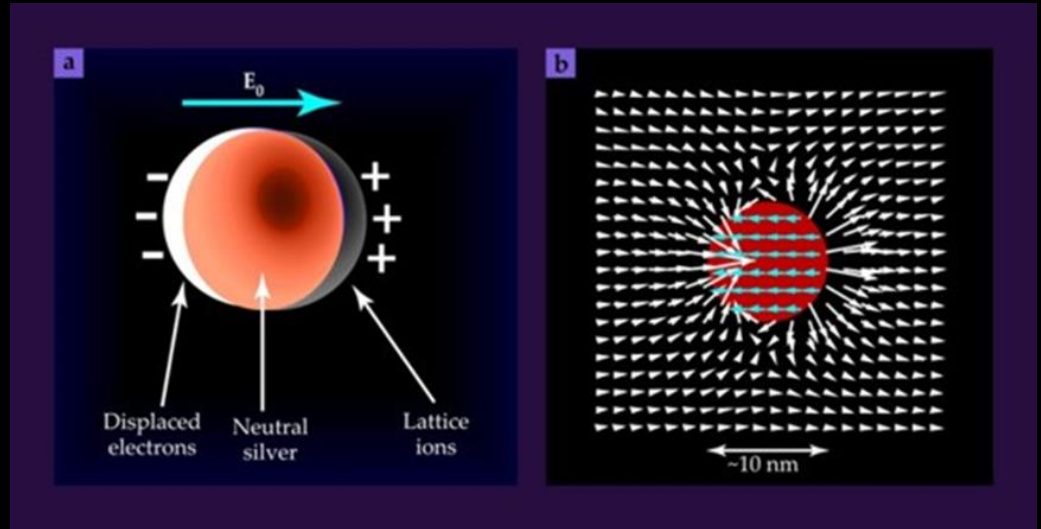 a
E₀
-
-
-
+
+
+
Displaced
electrons
Neutral
silver
Lattice
ions
b
~10 nm